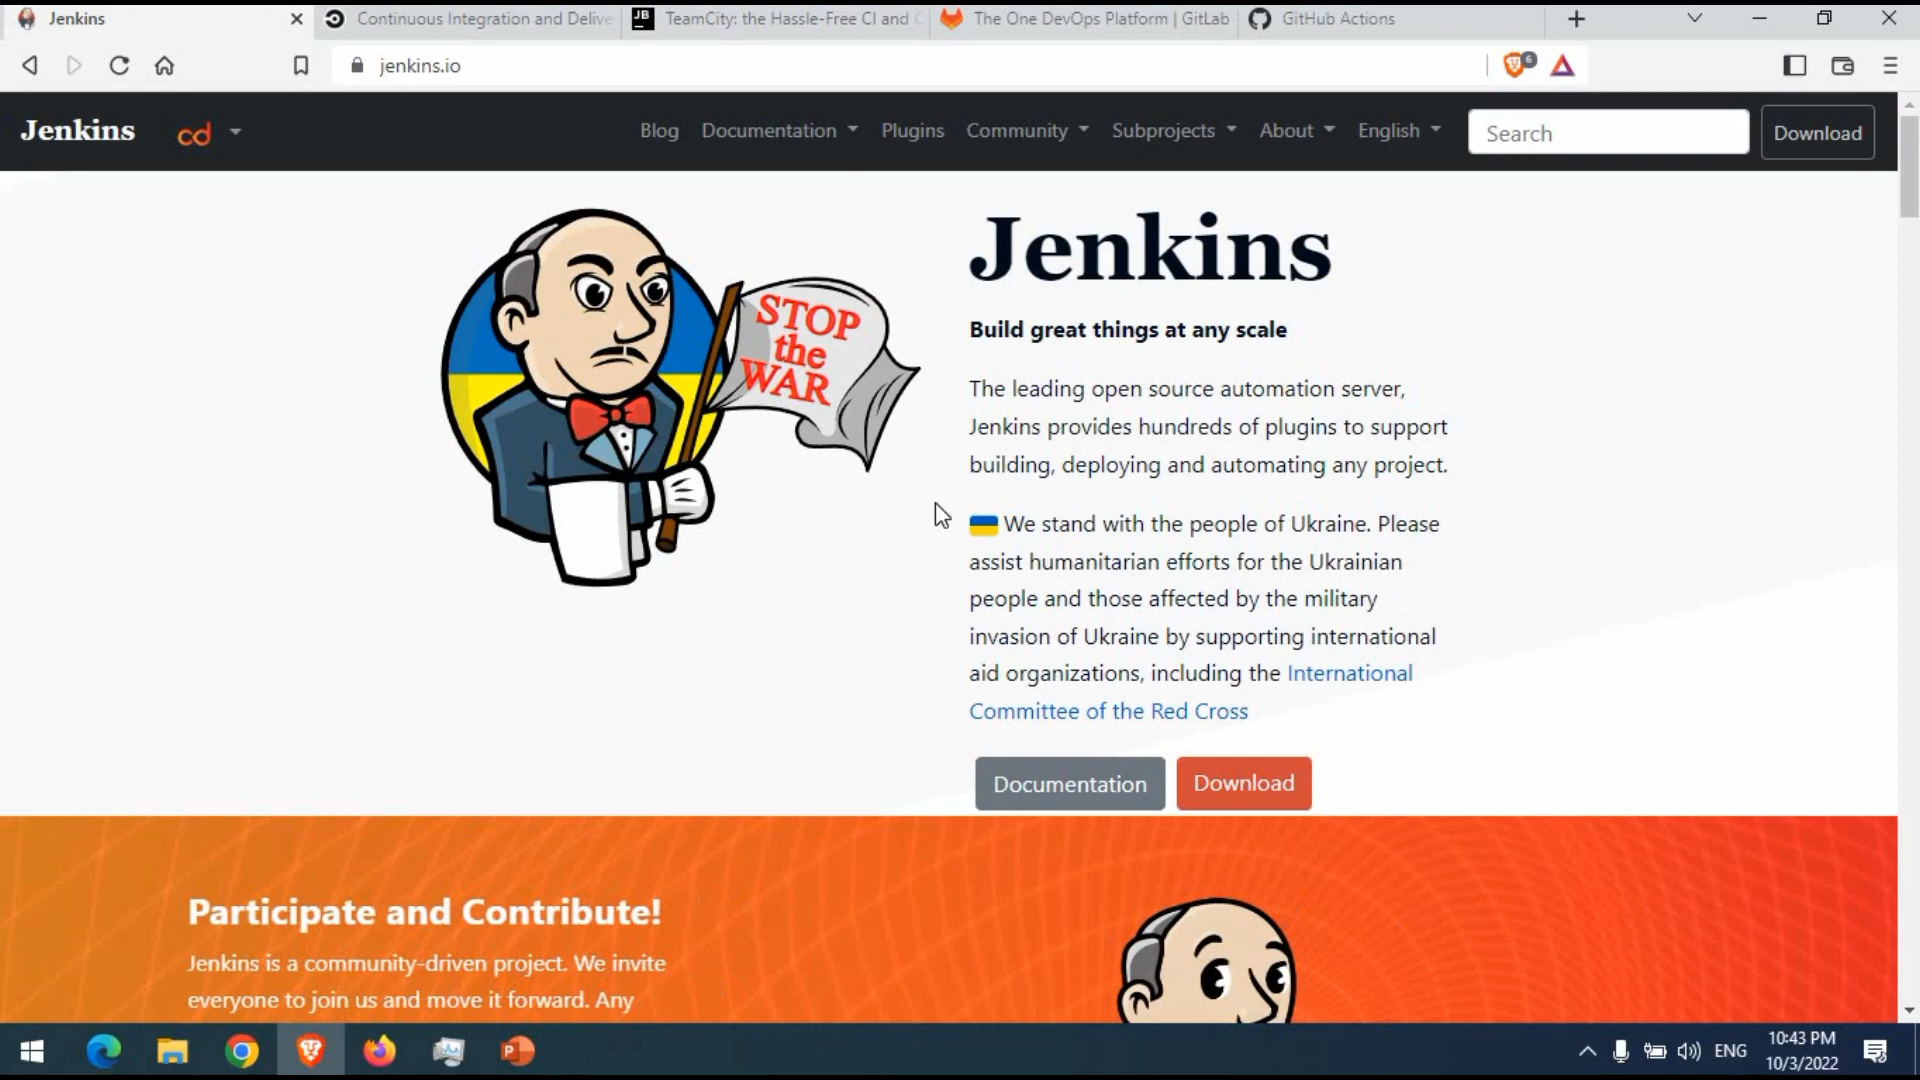 Jenkins
Continuous Integration and Delive
JB
TeamCity: the Hassle-Free CI and C
The One DevOps Platform | GitLab
GitHub Actions
jenkins.io
6
Jenkins
cd
Blog
Documentation
Plugins
Community
Subprojects
About
English
Search
Download
STOP
the
WAR
Jenkins
Build great things at any scale
The leading open source automation server,
Jenkins provides hundreds of plugins to support
building, deploying and automating any project.
We stand with the people of Ukraine. Please
assist humanitarian efforts for the Ukrainian
people and those affected by the military
invasion of Ukraine by supporting international
aid organizations, including the International
Committee of the Red Cross
Documentation
Download
Participate and Contribute!
Jenkins is a community-driven project. We invite
everyone to join us and move it forward. Any
P
ENG
10:43 PM
10/3/2022